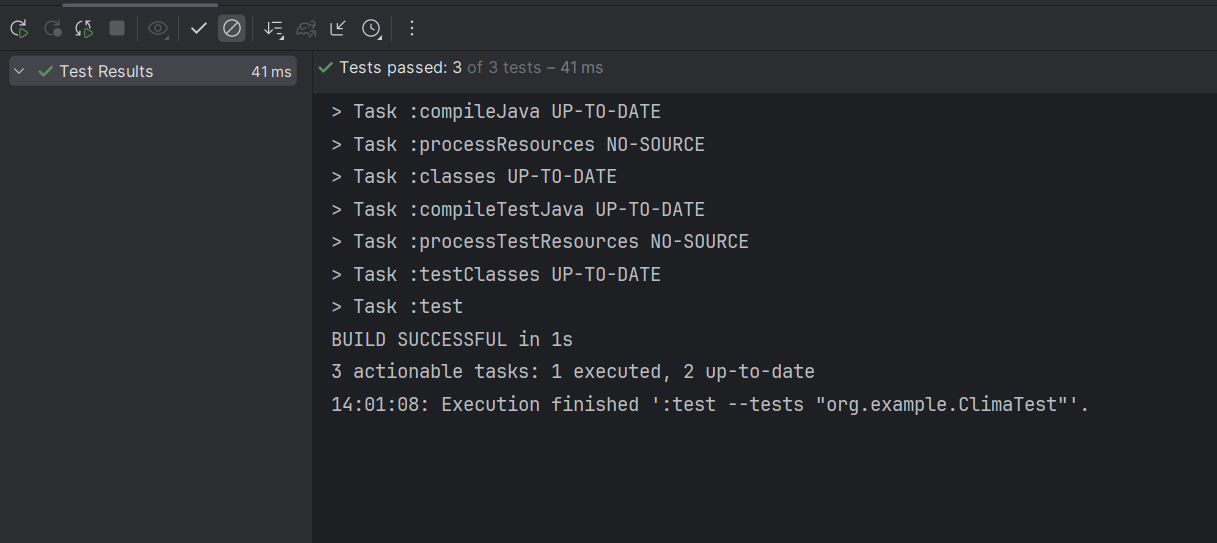 Test Results 41 ms
Tests passed: 3 of 3 tests – 41 ms
> Task :compileJava UP-TO-DATE
> Task :processResources NO-SOURCE
> Task :classes UP-TO-DATE
> Task :compileTestJava UP-TO-DATE
> Task :processTestResources NO-SOURCE
> Task :testClasses UP-TO-DATE
> Task :test
BUILD SUCCESSFUL in 1s
3 actionable tasks: 1 executed, 2 up-to-date
14:01:08: Execution finished ':test --tests "org.example.ClimaTest"'.